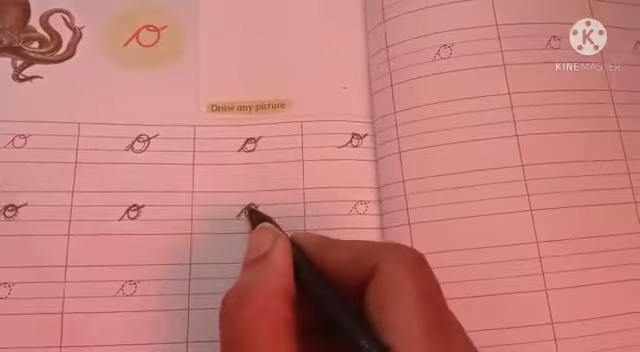 o
K
KINEMASTER
o o
Draw any picture
o o o o
o o o o
o o